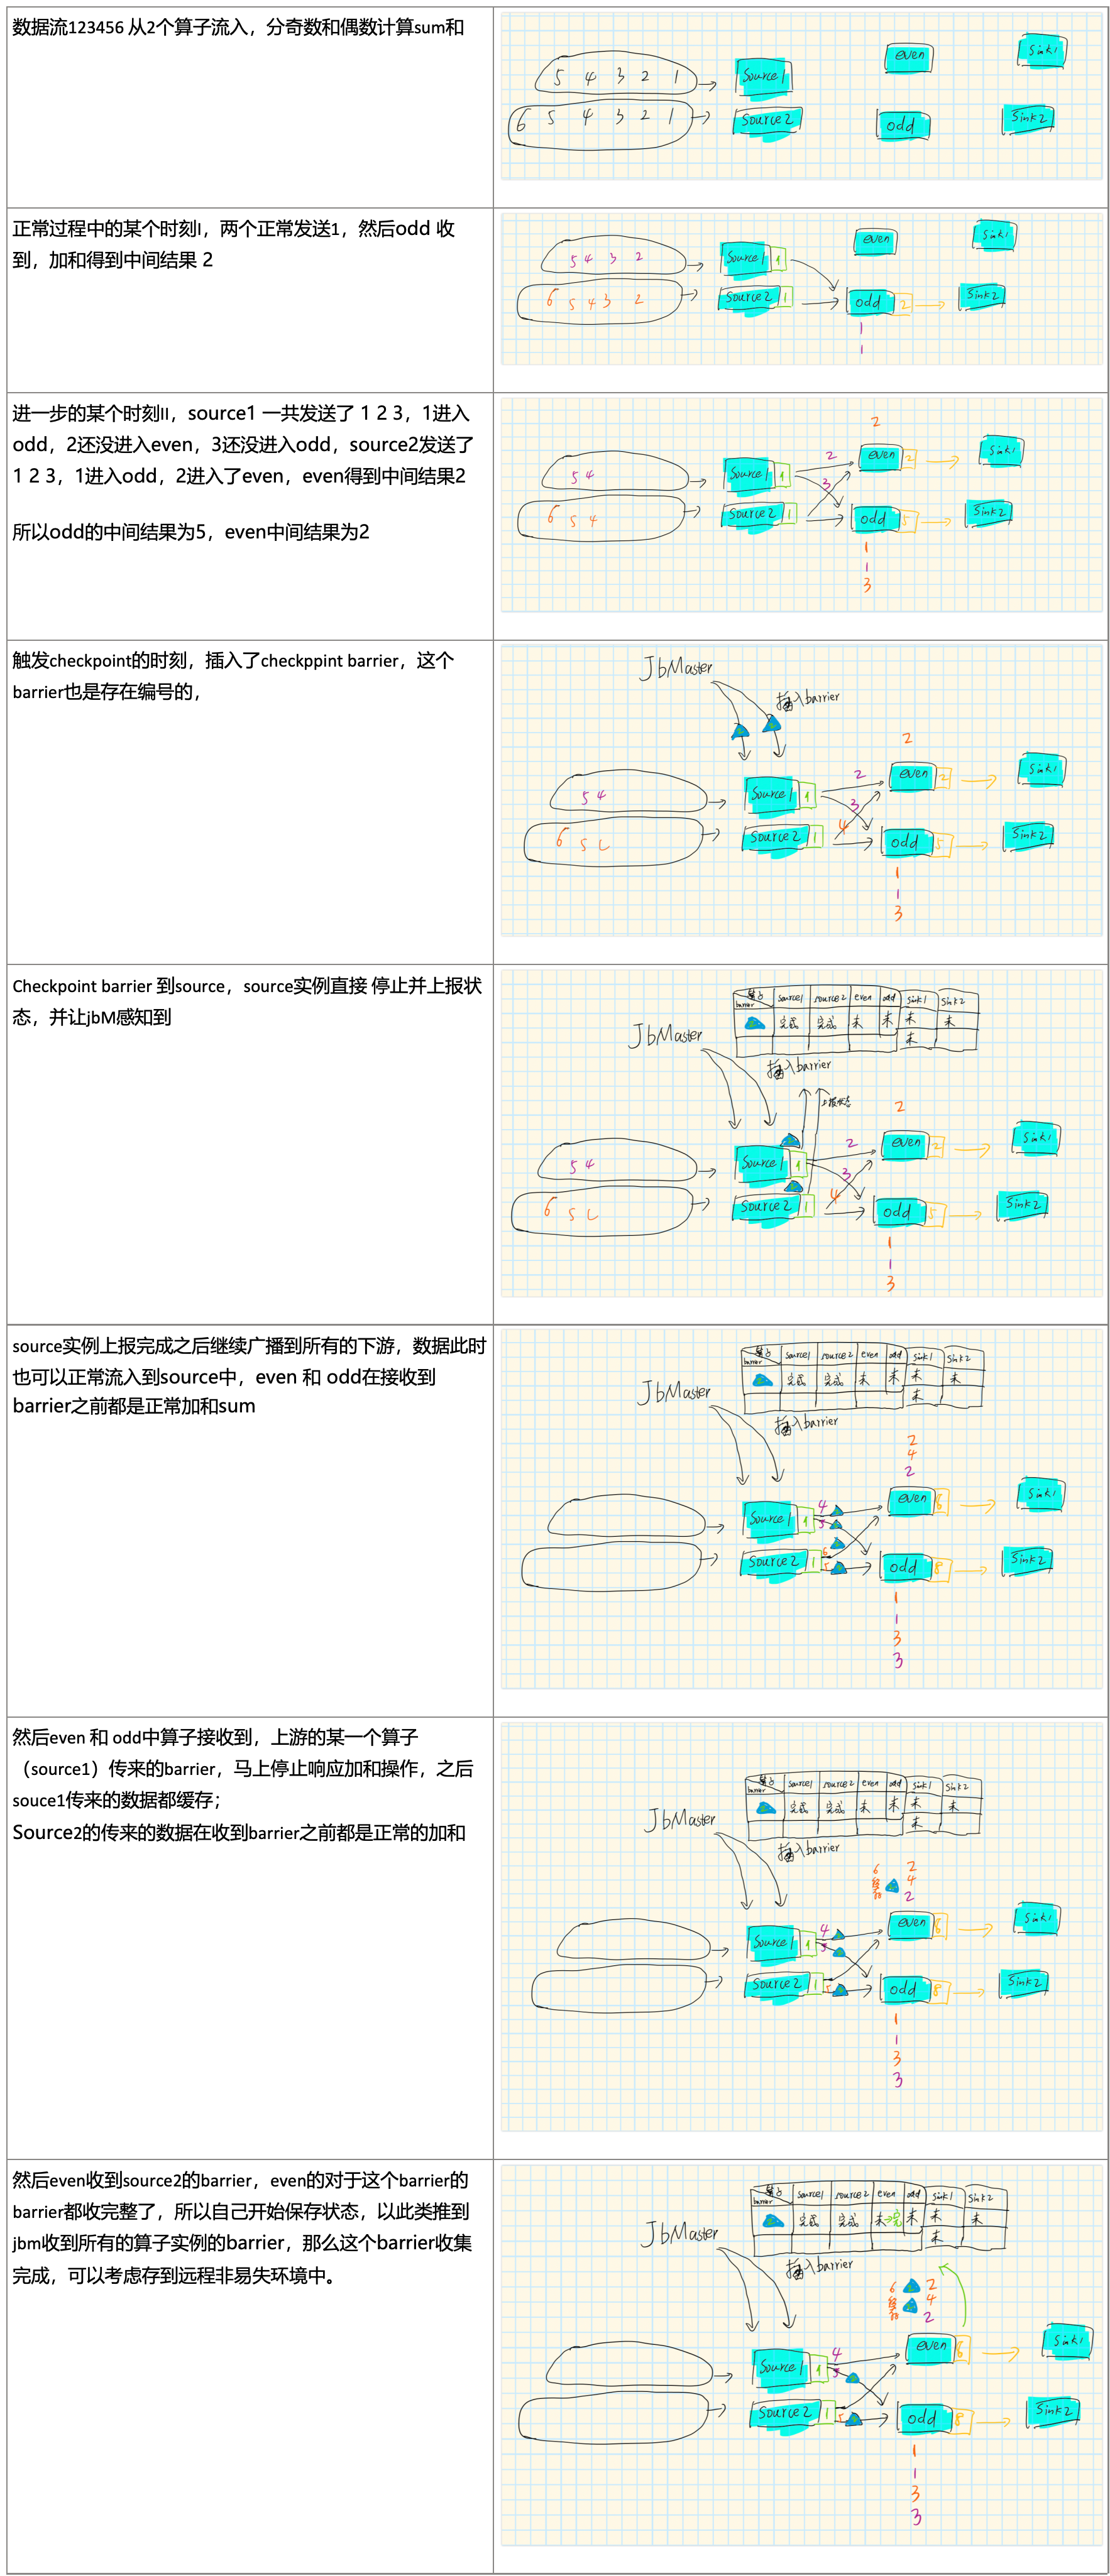 数据流123456 从2个算子流入，分奇数和偶数计算sum和
5 4 3 2 1
Source1
even
Sink1
6 5 4 3 2 1
Source2
odd
Sink2
正常过程中的某个时刻I，两个正常发送1，然后odd 收
到，加和得到中间结果 2
5 4 3 2
Source1 1
even
Sink1
6 5 4 3 2
Source2 1
odd 2
Sink2
1
1
进一步的某个时刻II，source1 一共发送了 1 2 3，1进入
odd，2还没进入even，3还没进入odd，source2发送了
1 2 3，1进入odd，2进入了even，even得到中间结果2
所以odd的中间结果为5，even中间结果为2
2
5 4
Source1 1
2
3
even 2
Sink1
6 5 4
Source2 1
odd 5
Sink2
1
1
3
触发checkpoint的时刻，插入了checkppint barrier，这个
barrier也是存在编号的，
JbMaster
插入barrier
2
5 4
Source1 1
2
3
4
even 2
Sink1
6 5
Source2 1
odd 5
Sink2
1
1
3
Checkpoint barrier 到source，source实例直接 停止并上报状
态，并让jbM感知到
barrier source1 source2 even odd Sink1 Sink2
完成 完成 未 未 未 未
未
JbMaster
插入barrier
上报状态
2
5 4
Source1 1
2
3
4
even 2
Sink1
6 5
Source2 1
odd 5
Sink2
1
1
3
source实例上报完成之后继续广播到所有的下游，数据此时
也可以正常流入到source中，even 和 odd在接收到
barrier之前都是正常加和sum
barrier source1 source2 even odd Sink1 Sink2
完成 完成 未 未 未 未
未
JbMaster
插入barrier
2
4
2
Source1 1
4
5
even 8
Sink1
Source2 1
6
5
odd 8
Sink2
1
1
3
3
然后even 和 odd中算子接收到，上游的某一个算子
（source1）传来的barrier，马上停止响应加和操作，之后
souce1传来的数据都缓存；
Source2的传来的数据在收到barrier之前都是正常的加和
barrier source1 source2 even odd Sink1 Sink2
完成 完成 未 未 未 未
未
JbMaster
插入barrier
6 2
缓存 4
2
Source1 1
4
5
even 8
Sink1
Source2 1
5
odd 8
Sink2
1
1
3
3
然后even收到source2的barrier，even的对于这个barrier的
barrier都收完整了，所以自己开始保存状态，以此类推到
jbm收到所有的算子实例的barrier，那么这个barrier收集
完成，可以考虑存到远程非易失环境中。
barrier source1 source2 even odd Sink1 Sink2
完成 完成 未→完 未 未 未
未
JbMaster
插入barrier
6 2
缓存 4
2
Source1 1
4
5
even 8
Sink1
Source2 1
5
odd 8
Sink2
1
1
3
3